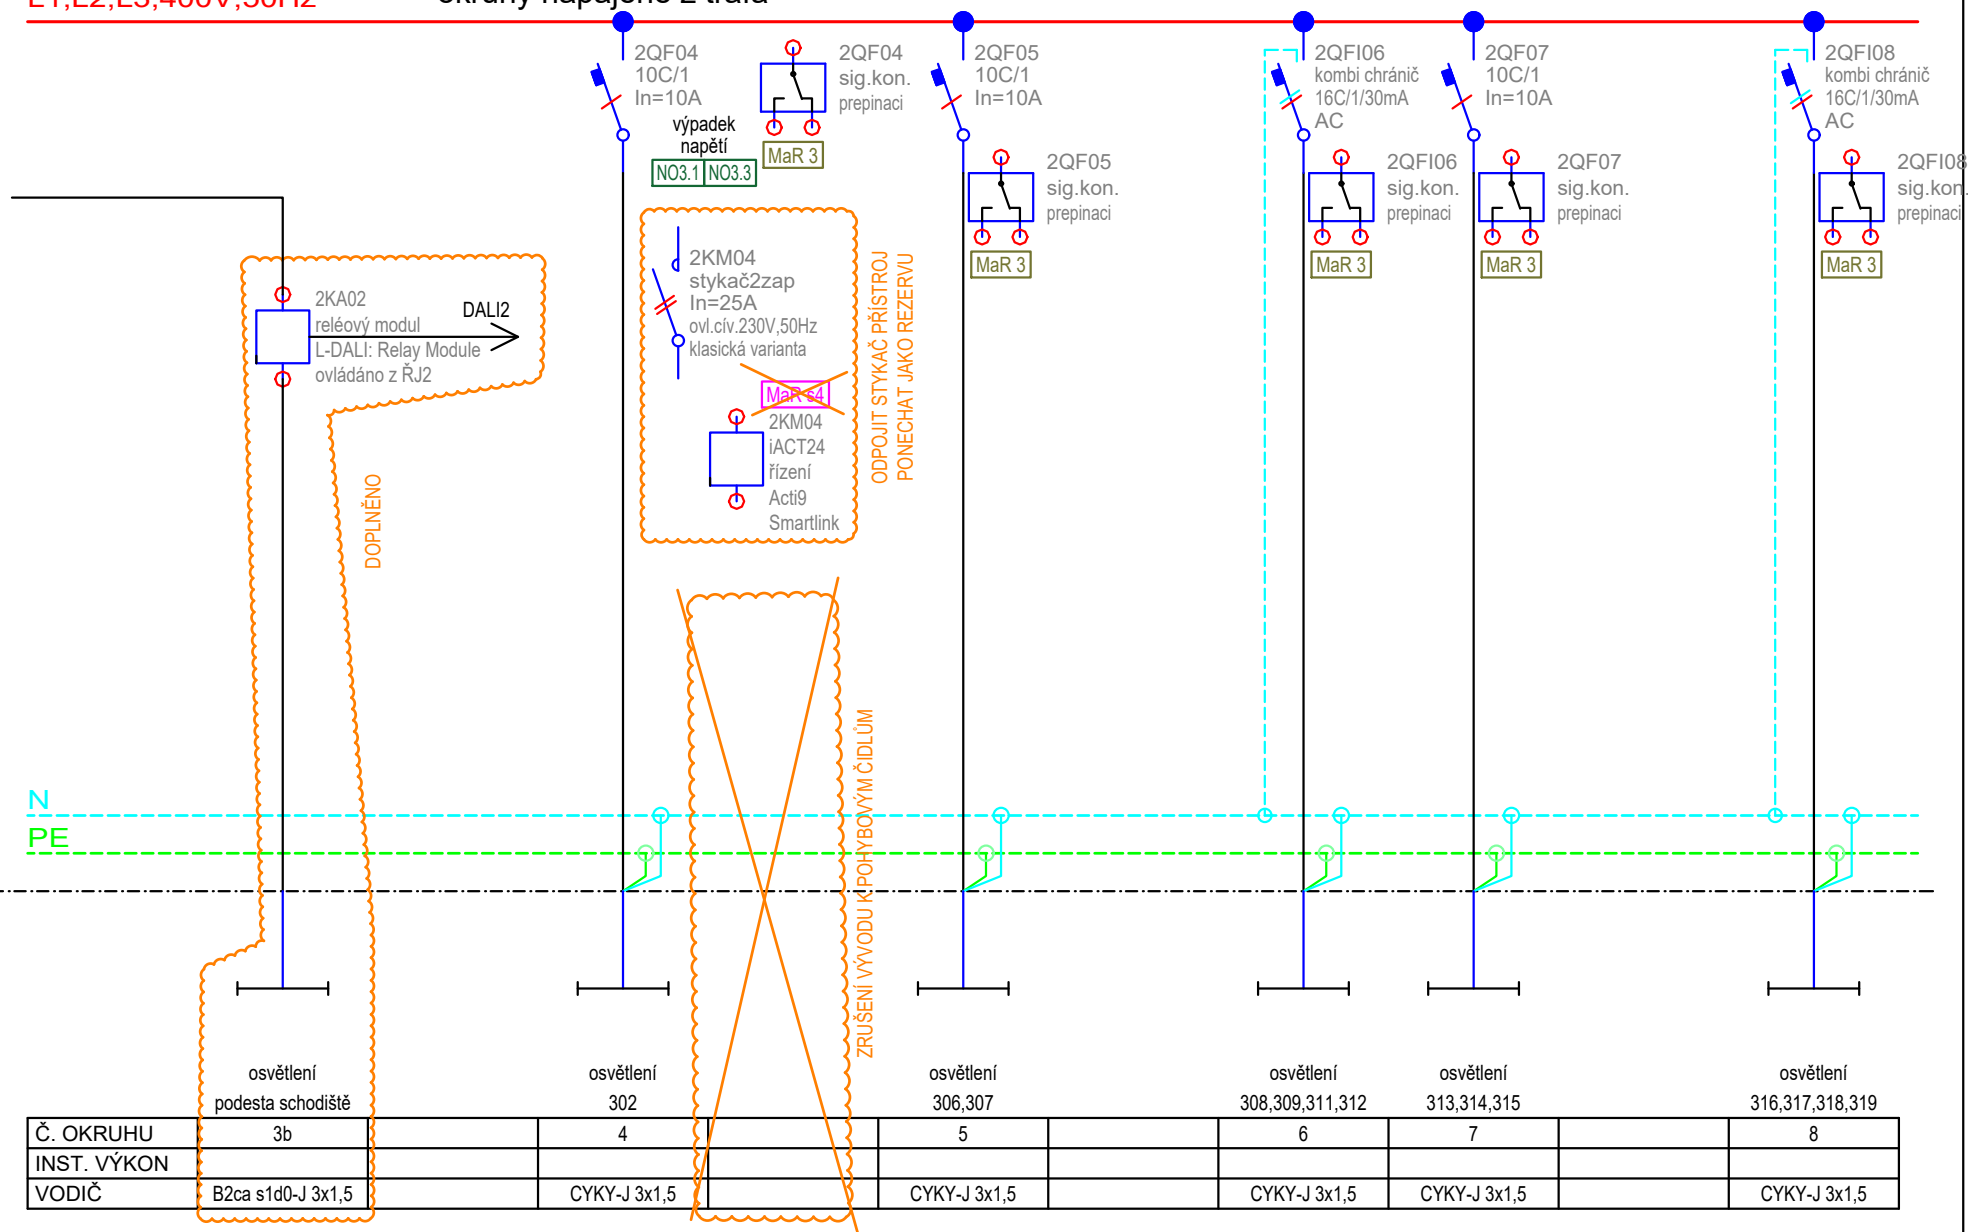 L1,L2,L3,400V,50Hz
okruhy napájené z trafa
2QF04
10C/1
In=10A
výpadek
napětí
NO3.1 NO3.3
2QF04
sig.kon.
prepinaci
MaR 3
2QF05
10C/1
In=10A
2QF05
sig.kon.
prepinaci
MaR 3
2QFI06
kombi chránič
16C/1/30mA
AC
2QFI06
sig.kon.
prepinaci
MaR 3
2QF07
10C/1
In=10A
2QF07
sig.kon.
prepinaci
MaR 3
2QFI08
kombi chránič
16C/1/30mA
AC
2QFI08
sig.kon.
prepinaci
MaR 3
2KA02
reléový modul
L-DALI: Relay Module
ovládáno z ŘJ2
DALI2
DOPLNĚNO
2KM04
stykač2zap
In=25A
ovl.cív.230V,50Hz
klasická varianta
MaR s4
2KM04
iACT24
řízení
Acti9
Smartlink
ODPOJIT STYKAČ PŘÍSTROJ
PONECHAT JAKO REZERVU
ZRUŠENÍ VÝVODU K POHYBOVÝM ČIDLŮM
N
PE
osvětlení
podesta schodiště
osvětlení
302
osvětlení
306,307
osvětlení
308,309,311,312
osvětlení
313,314,315
osvětlení
316,317,318,319
Č. OKRUHU 3b 4 5 6 7 8
INST. VÝKON
VODIČ B2ca s1d0-J 3x1,5 CYKY-J 3x1,5 CYKY-J 3x1,5 CYKY-J 3x1,5 CYKY-J 3x1,5 CYKY-J 3x1,5